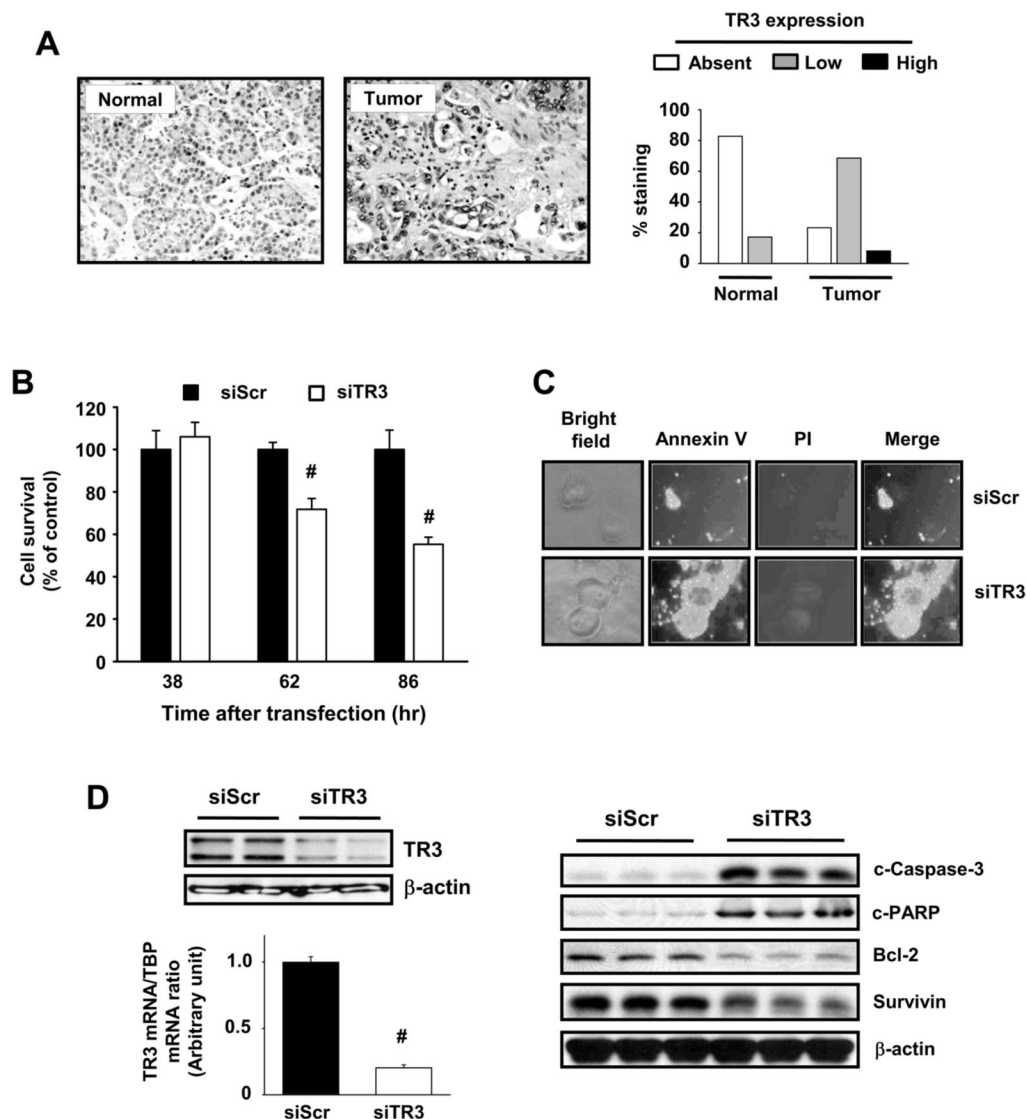 A
Normal
Tumor
TR3 expression
Absent Low High
% staining
100
80
60
40
20
0
Normal Tumor
B
siScr siTR3
Cell survival
(% of control)
120
100
80
60
40
20
0
#
#
38 62 86
Time after transfection (hr)
C
Bright
field
Annexin V PI Merge
siScr
siTR3
D
siScr siTR3
TR3
β-actin
TR3 mRNA/TBP
mRNA ratio
(Arbitrary unit)
1.0
0.5
0
#
siScr siTR3
siScr siTR3
c-Caspase-3
c-PARP
Bcl-2
Survivin
β-actin